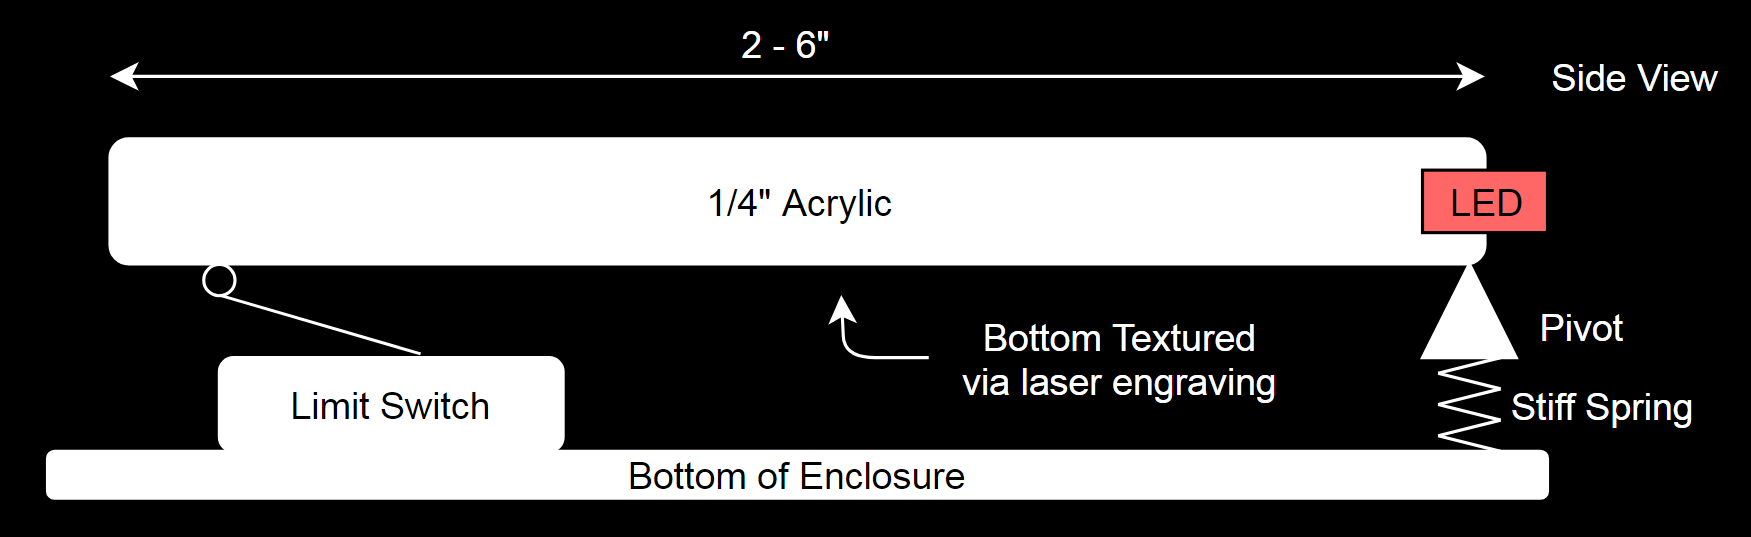 2 - 6"
Side View
1/4" Acrylic
LED
Bottom Textured
via laser engraving
Pivot
Limit Switch
Stiff Spring
Bottom of Enclosure